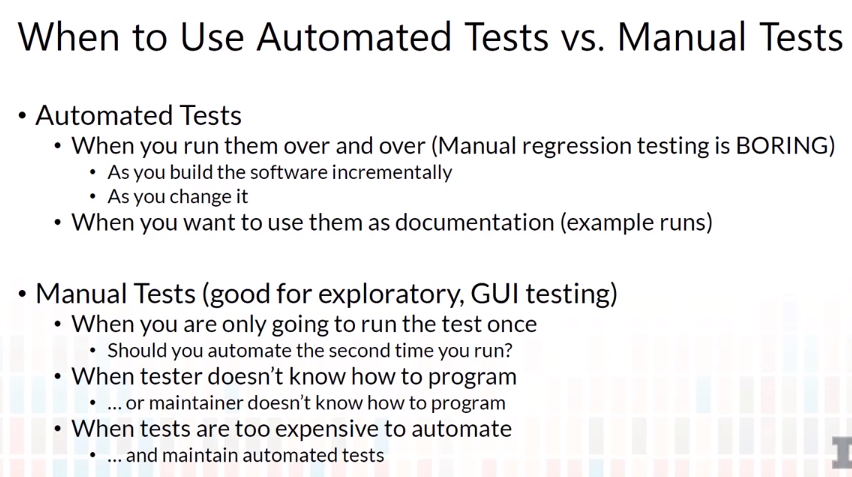 When to Use Automated Tests vs. Manual Tests
• Automated Tests
• When you run them over and over (Manual regression testing is BORING)
• As you build the software incrementally
• As you change it
• When you want to use them as documentation (example runs)
• Manual Tests (good for exploratory, GUI testing)
• When you are only going to run the test once
• Should you automate the second time you run?
• When tester doesn't know how to program
• … or maintainer doesn't know how to program
• When tests are too expensive to automate
• … and maintain automated tests